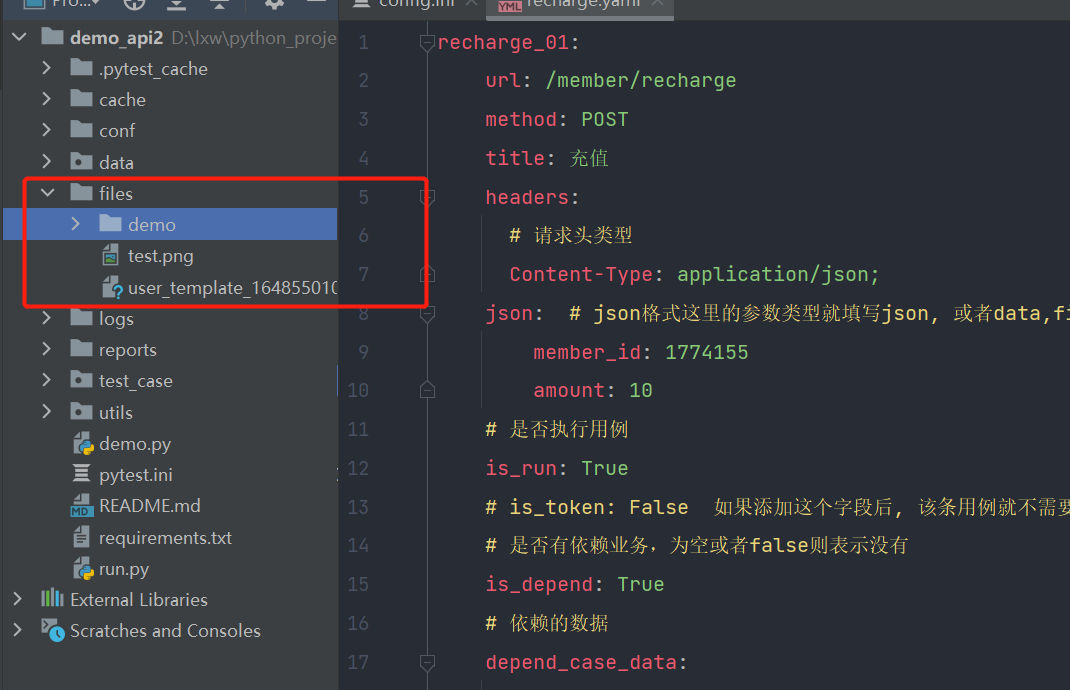 Pro...
config.ini
recharge.yaml
demo_api2 D:\lxw\python_proje
.pytest_cache
cache
conf
data
files
demo
test.png
user_template_164855010
logs
reports
test_case
utils
demo.py
pytest.ini
README.md
requirements.txt
run.py
External Libraries
Scratches and Consoles
1 recharge_01:
2 url: /member/recharge
3 method: POST
4 title: 充值
5 headers:
6 # 请求头类型
7 Content-Type: application/json;
8 json: # json格式这里的参数类型就填写json, 或者data,fi
9 member_id: 1774155
10 amount: 10
11 # 是否执行用例
12 is_run: True
13 # is_token: False 如果添加这个字段后, 该条用例就不需要
14 # 是否有依赖业务，为空或者false则表示没有
15 is_depend: True
16 # 依赖的数据
17 depend_case_data: